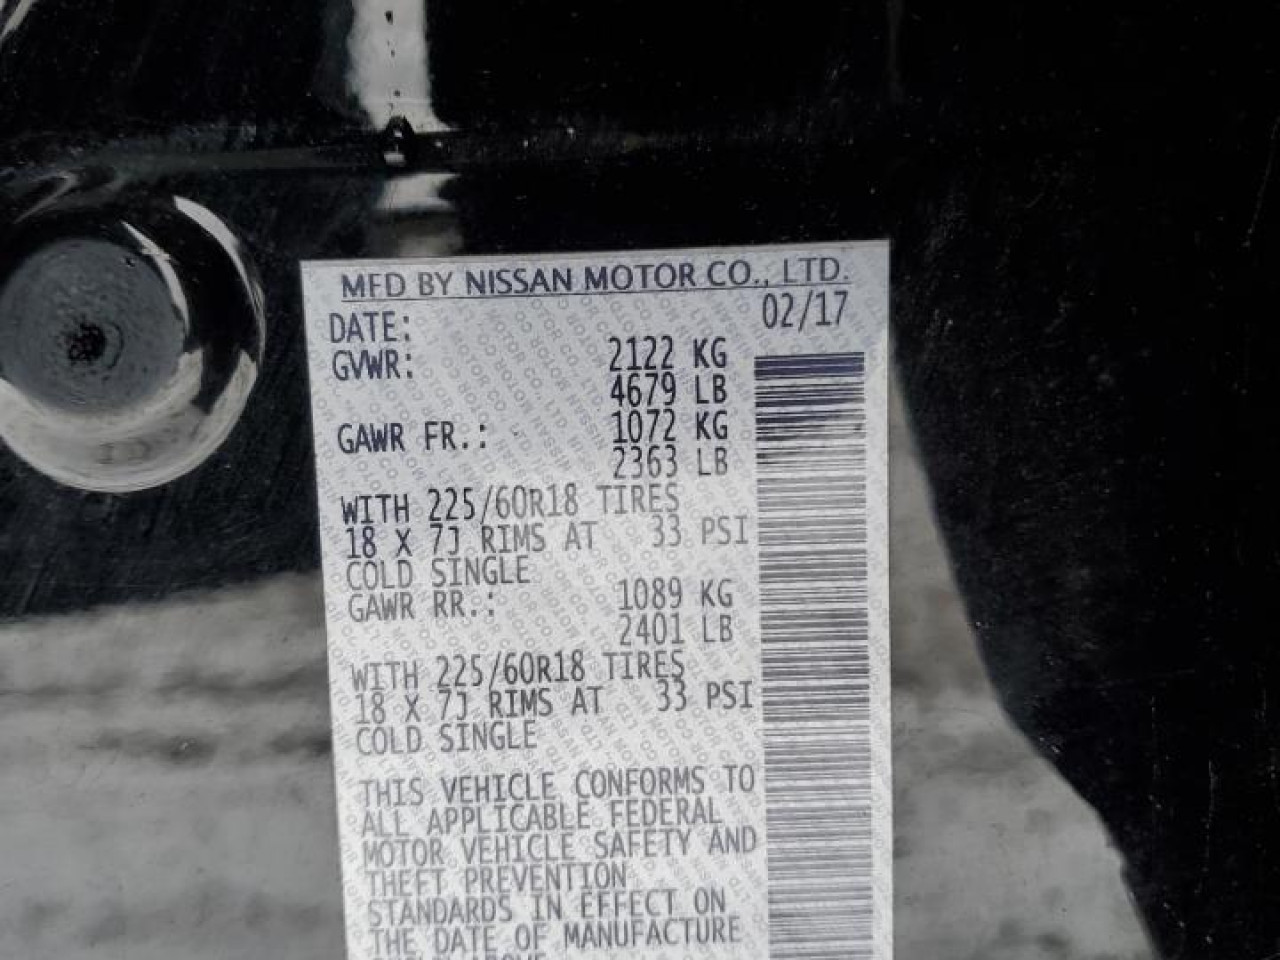 MFD BY NISSAN MOTOR CO., LTD.
DATE: 02/17
GVWR: 2122 KG
4679 LB
GAWR FR.: 1072 KG
2363 LB
WITH 225/60R18 TIRES
18 X 7J RIMS AT 33 PSI
COLD SINGLE
GAWR RR.: 1089 KG
2401 LB
WITH 225/60R18 TIRES
18 X 7J RIMS AT 33 PSI
COLD SINGLE
THIS VEHICLE CONFORMS TO
ALL APPLICABLE FEDERAL
MOTOR VEHICLE SAFETY AND
THEFT PREVENTION
STANDARDS IN EFFECT ON
THE DATE OF MANUFACTURE